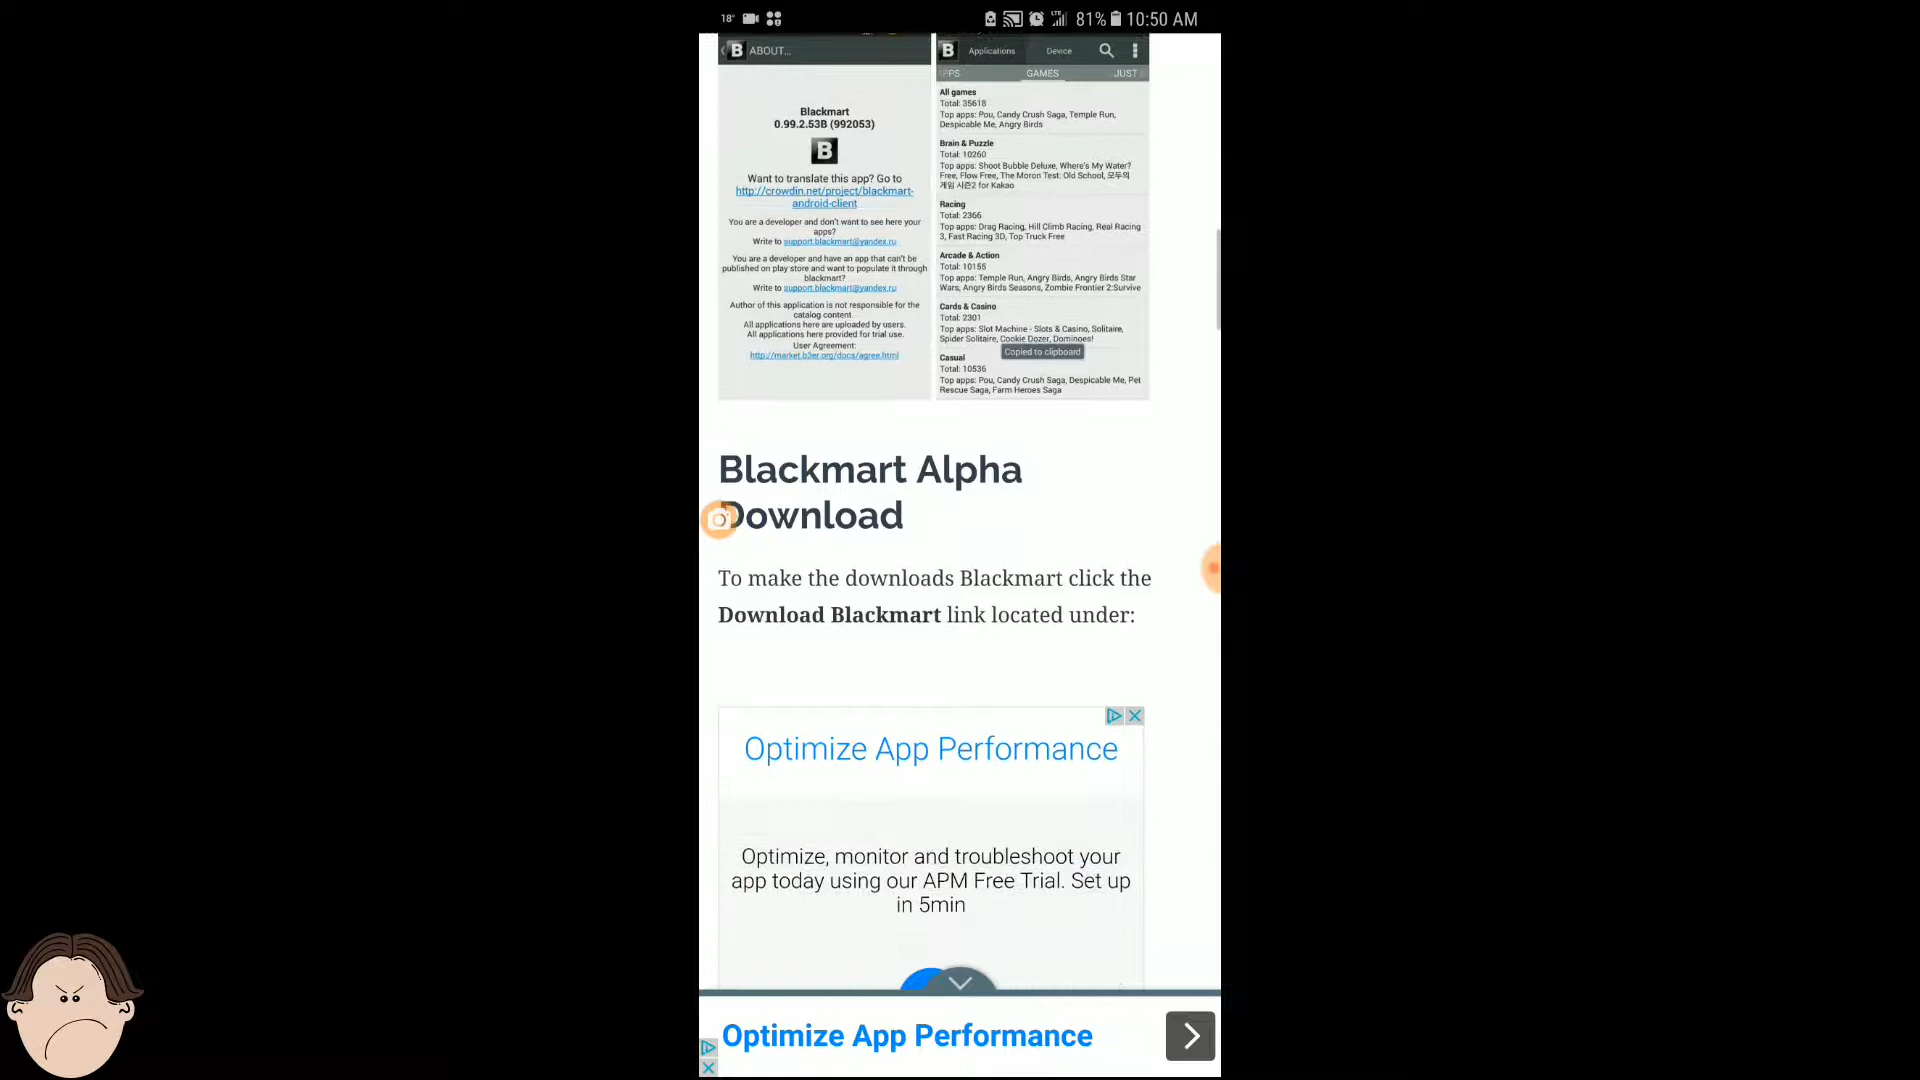 18°
81% 10:50 AM
B ABOUT...
Blackmart
0.99.2.53B (992053)
B
Want to translate this app? Go to
http://crowdin.net/project/blackmart-
android-client
You are a developer and don't want to see here your
apps?
Write to support.blackmart@yandex.ru
You are a developer and have an app that can't be
published on play store and want to populate it through
blackmart?
Write to support.blackmart@yandex.ru
Author of this application is not responsible for the
catalog content.
All applications here are uploaded by users.
All applications here provided for trial use.
User Agreement:
http://market.b3er.org/docs/agree.html
B Applications Device
PPS GAMES JUST
All games
Total: 35618
Top apps: Pou, Candy Crush Saga, Temple Run,
Despicable Me, Angry Birds
Brain & Puzzle
Total: 10260
Top apps: Shoot Bubble Deluxe, Where's My Water?
Free, Flow Free, The Moron Test: Old School, 모두의
게임 시즌2 for Kakao
Racing
Total: 2366
Top apps: Drag Racing, Hill Climb Racing, Real Racing
3, Fast Racing 3D, Top Truck Free
Arcade & Action
Total: 10155
Top apps: Temple Run, Angry Birds, Angry Birds Star
Wars, Angry Birds Seasons, Zombie Frontier 2:Survive
Cards & Casino
Total: 2301
Top apps: Slot Machine - Slots & Casino, Solitaire,
Spider Solitaire, Cookie Dozer, Dominoes!
Copied to clipboard
Casual
Total: 10536
Top apps: Pou, Candy Crush Saga, Despicable Me, Pet
Rescue Saga, Farm Heroes Saga
Blackmart Alpha
Download
To make the downloads Blackmart click the
Download Blackmart link located under:
Optimize App Performance
Optimize, monitor and troubleshoot your
app today using our APM Free Trial. Set up
in 5min
Optimize App Performance